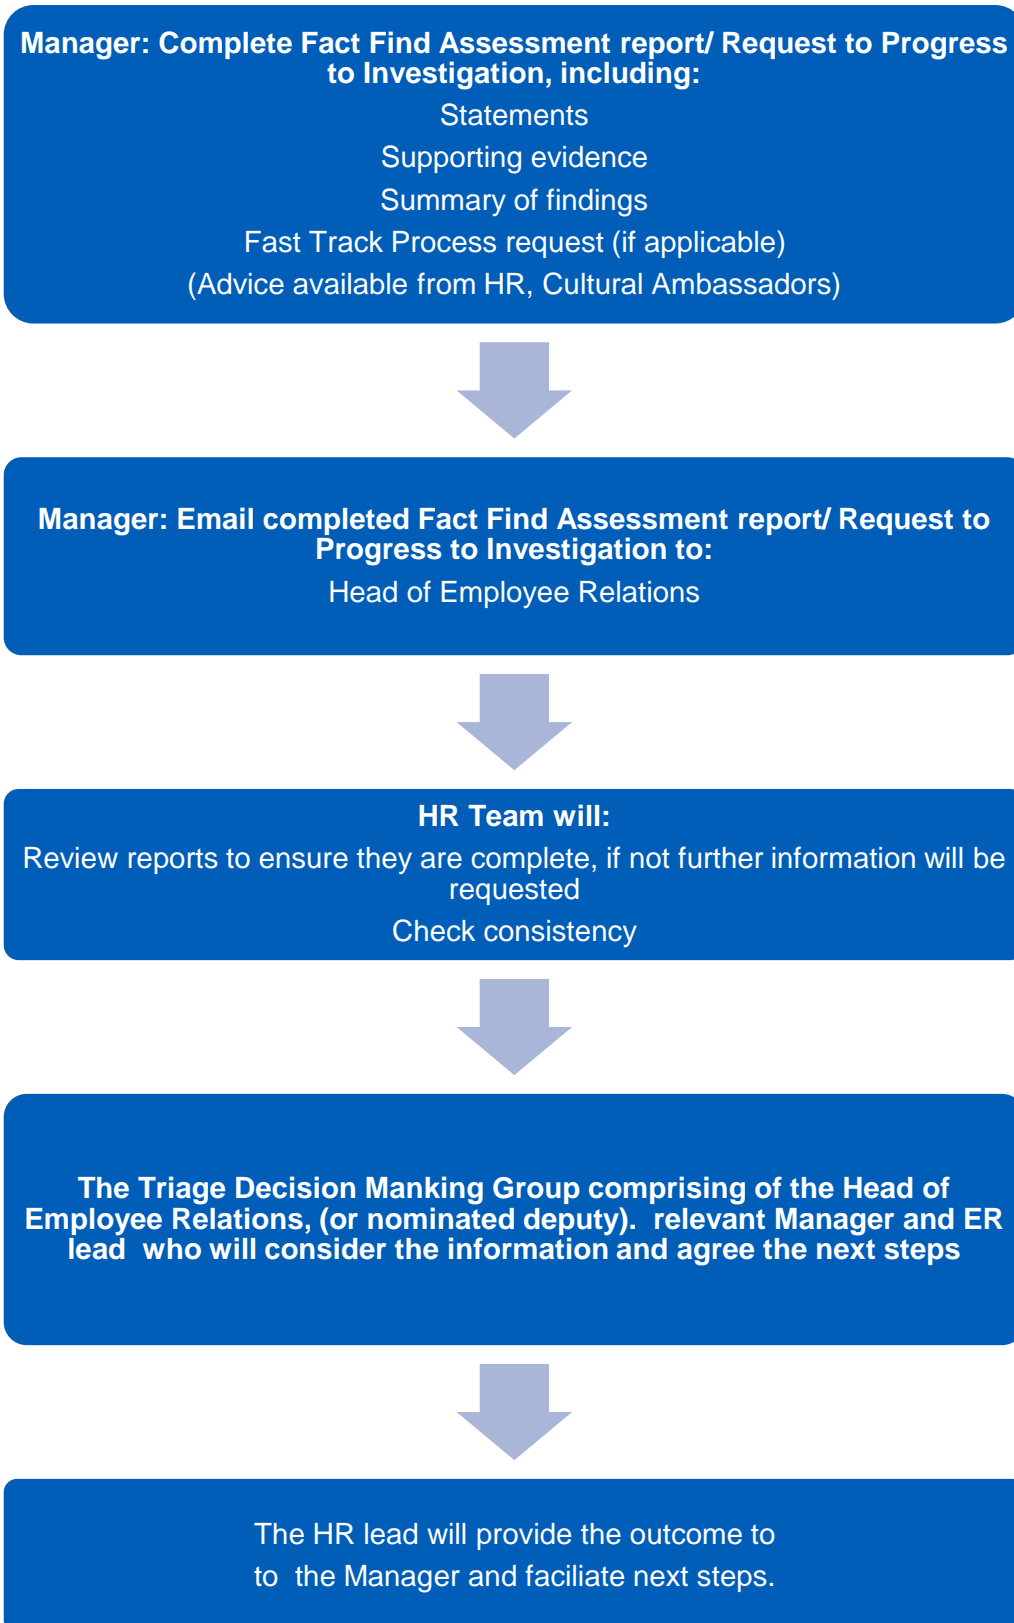 Manager: Complete Fact Find Assessment report/ Request to Progress
to Investigation, including:
Statements
Supporting evidence
Summary of findings
Fast Track Process request (if applicable)
(Advice available from HR, Cultural Ambassadors)
Manager: Email completed Fact Find Assessment report/ Request to
Progress to Investigation to:
Head of Employee Relations
HR Team will:
Review reports to ensure they are complete, if not further information will be
requested
Check consistency
The Triage Decision Manking Group comprising of the Head of
Employee Relations, (or nominated deputy).  relevant Manager and ER
lead  who will consider the information and agree the next steps
The HR lead will provide the outcome to
to  the Manager and faciliate next steps.